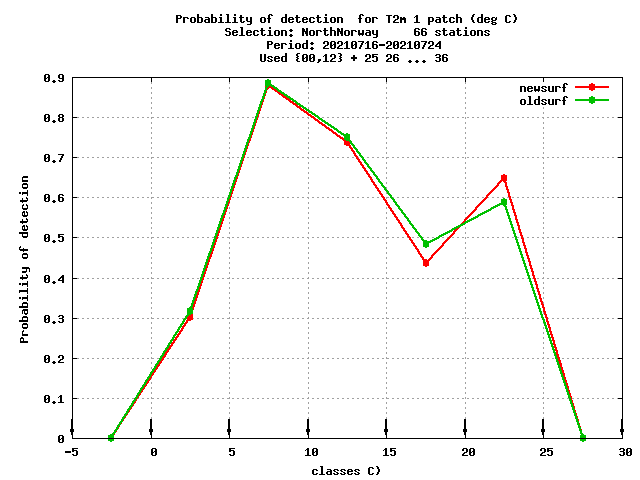 Probability of detection  for T2m 1 patch (deg C)
Selection: NorthNorway     66 stations
Period: 20210716-20210724
Used {00,12} + 25 26 ... 36
newsurf
oldsurf
Probability of detection
0.9
0.8
0.7
0.6
0.5
0.4
0.3
0.2
0.1
0
-5 0 5 10 15 20 25 30
classes C)